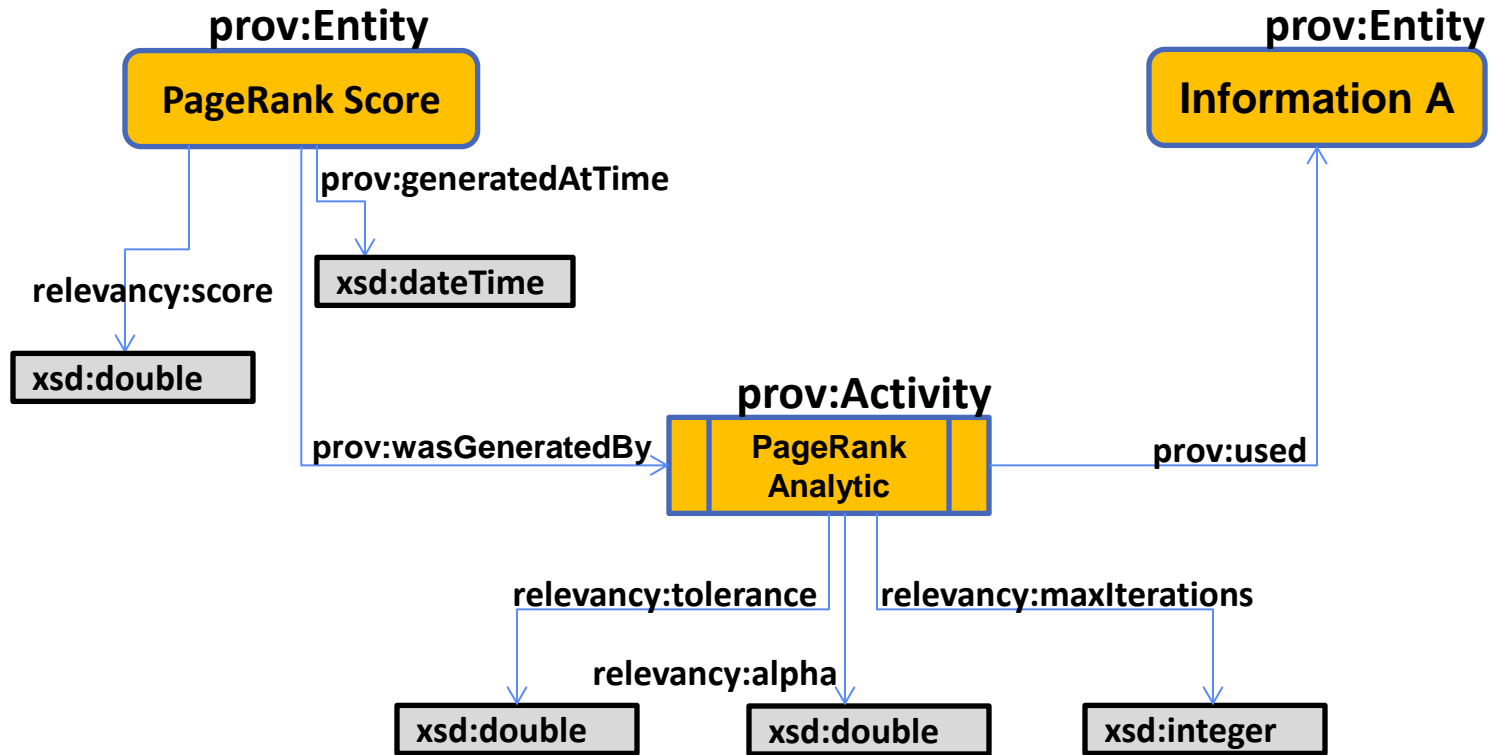 prov:Entity
prov:Entity
PageRank Score
Information A
prov:generatedAtTime
relevancy:score
xsd:dateTime
xsd:double
prov:Activity
prov:wasGeneratedBy
PageRank
Analytic
prov:used
relevancy:tolerance
relevancy:maxIterations
relevancy:alpha
xsd:double
xsd:double
xsd:integer